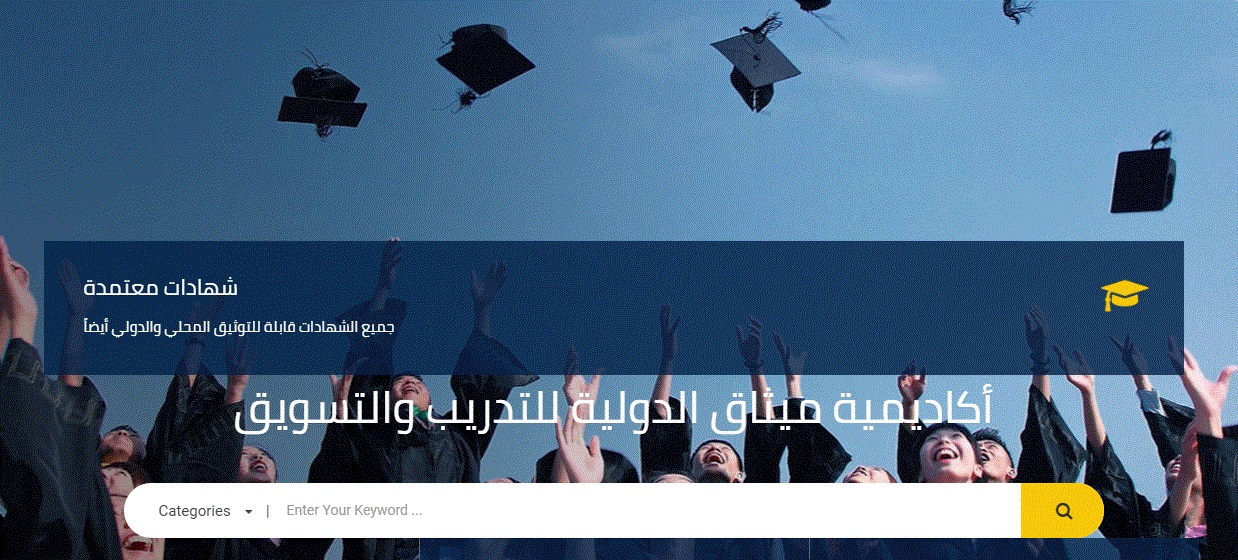 شهادات معتمدة
جميع الشهادات قابلة للتوثيق المحلي والدولي أيضاً
أكاديمية ميثاق الدولية للتدريب والتسويق
Categories | Enter Your Keyword ...